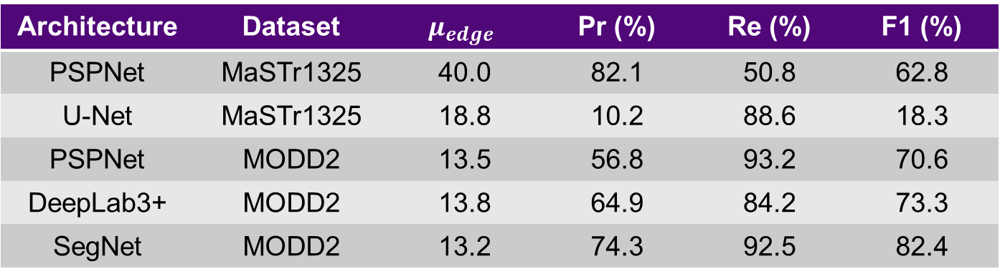 Architecture Dataset μedge Pr (%) Re (%) F1 (%)
PSPNet MaSTr1325 40.0 82.1 50.8 62.8
U-Net MaSTr1325 18.8 10.2 88.6 18.3
PSPNet MODD2 13.5 56.8 93.2 70.6
DeepLab3+ MODD2 13.8 64.9 84.2 73.3
SegNet MODD2 13.2 74.3 92.5 82.4